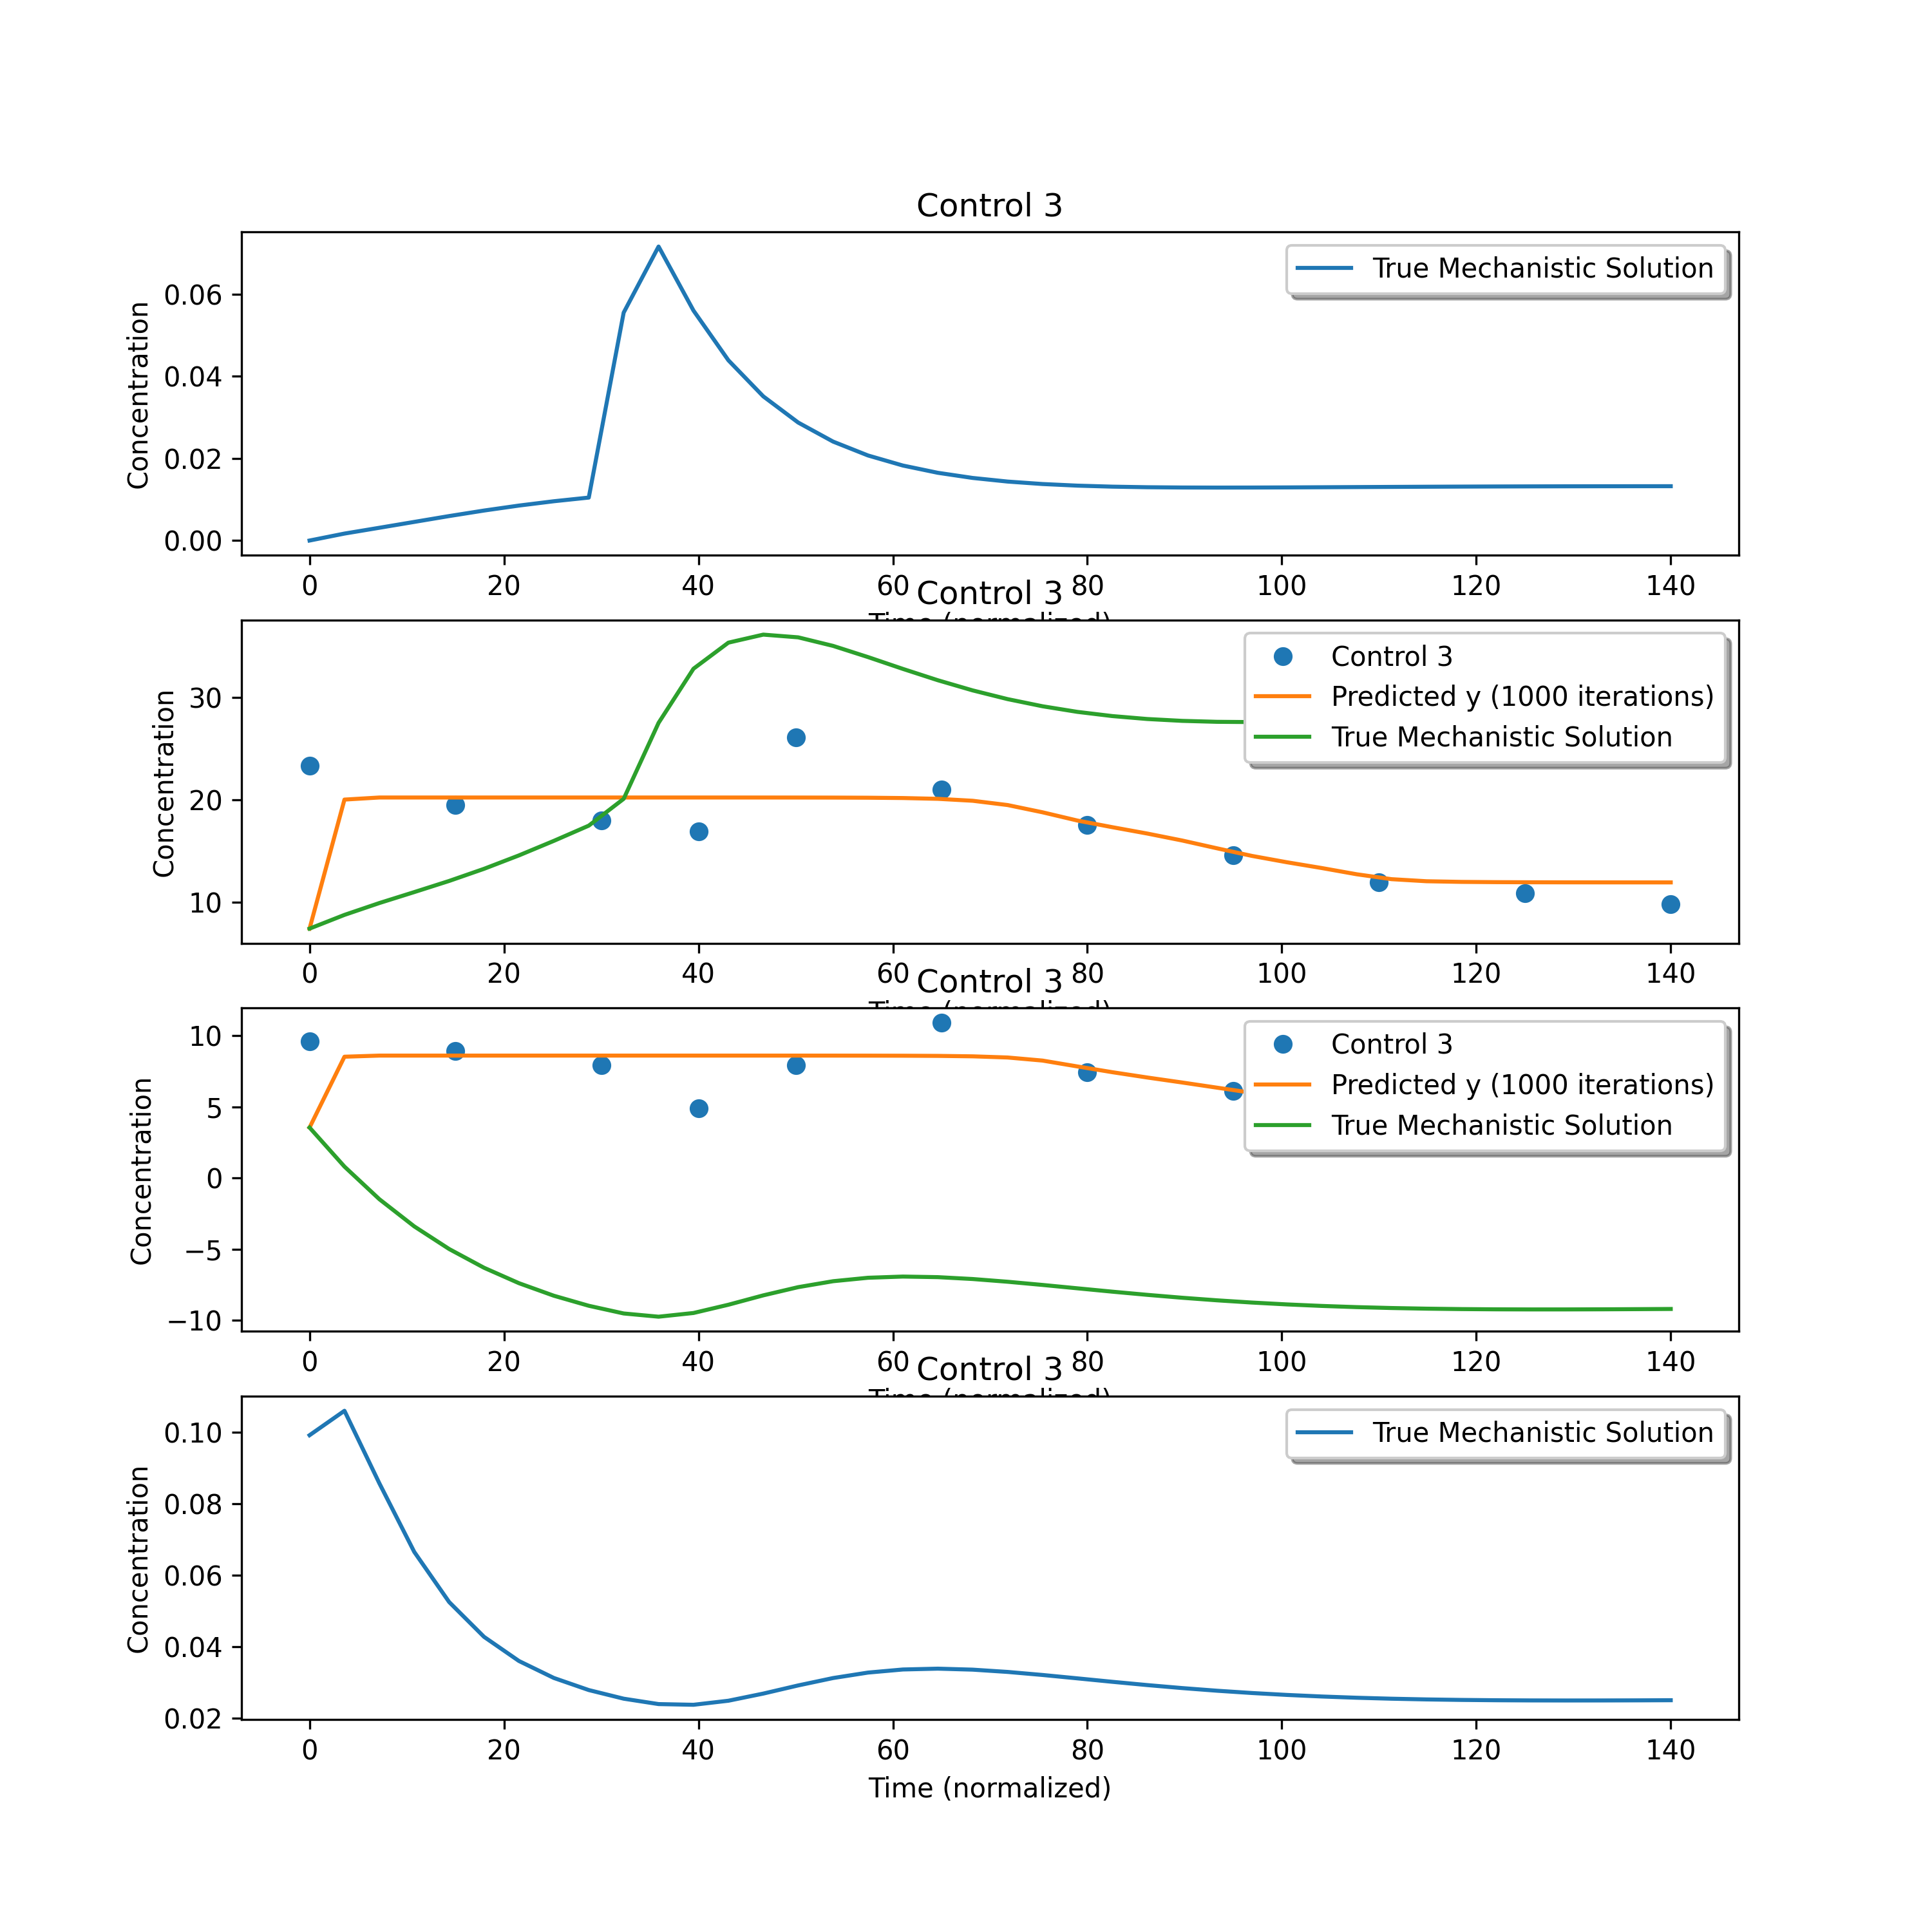 Control 3
Concentration
0.06
0.04
0.02
0.00
True Mechanistic Solution
0 20 40 60 80 100 120 140
Control 3
Concentration
30
20
10
Control 3
Predicted y (1000 iterations)
True Mechanistic Solution
0 20 40 60 80 100 120 140
Control 3
Concentration
10
5
0
−5
−10
Control 3
Predicted y (1000 iterations)
True Mechanistic Solution
0 20 40 60 80 100 120 140
Control 3
Concentration
0.10
0.08
0.06
0.04
0.02
True Mechanistic Solution
0 20 40 60 80 100 120 140
Time (normalized)